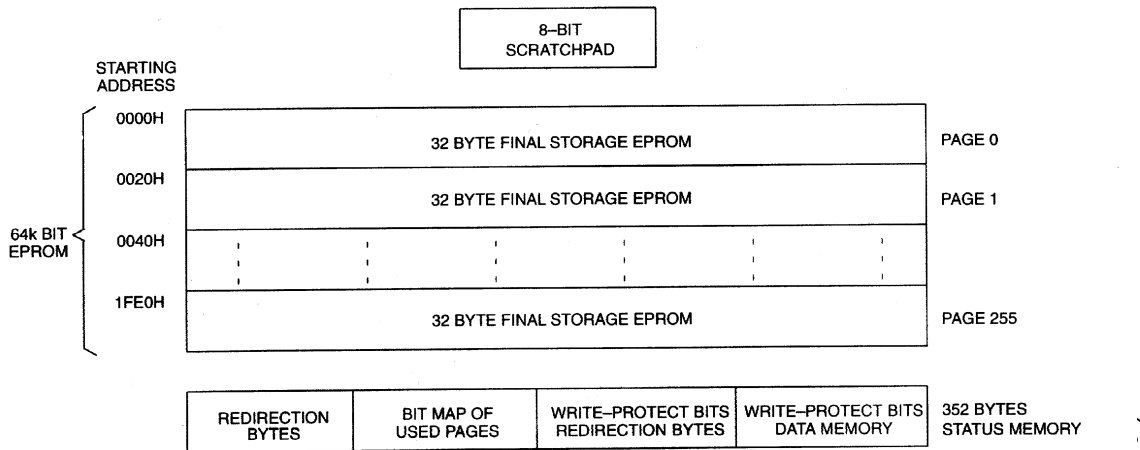 8–BIT
SCRATCHPAD
STARTING
ADDRESS
0000H
32 BYTE FINAL STORAGE EPROM
PAGE 0
0020H
32 BYTE FINAL STORAGE EPROM
PAGE 1
64k BIT
EPROM
0040H
1FE0H
32 BYTE FINAL STORAGE EPROM
PAGE 255
REDIRECTION
BYTES
BIT MAP OF
USED PAGES
WRITE–PROTECT BITS
REDIRECTION BYTES
WRITE–PROTECT BITS
DATA MEMORY
352 BYTES
STATUS MEMORY